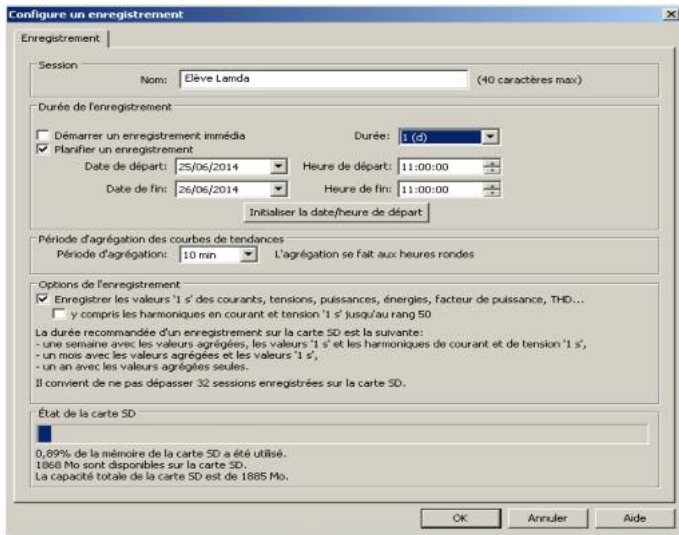 Configure un enregistrement
Enregistrement
Session
Nom: Elève Lamda (40 caractères max)
Durée de l'enregistrement
Démarrer un enregistrement immédia Durée: 1 (d)
Planifier un enregistrement
Date de départ: 25/06/2014 Heure de départ: 11:00:00
Date de fin: 26/06/2014 Heure de fin: 11:00:00
Initialiser la date/heure de départ
Période d'agrégation des courbes de tendances
Période d'agrégation: 10 min L'agrégation se fait aux heures rondes
Options de l'enregistrement
Enregistrer les valeurs '1 s' des courants, tensions, puissances, énergies, facteur de puissance, THD...
y compris les harmoniques en courant et tension '1 s' jusqu'au rang 50
La durée recommandée d'un enregistrement sur la carte SD est la suivante:
- une semaine avec les valeurs agrégées, les valeurs '1 s' et les harmoniques de courant et de tension '1 s',
- un mois avec les valeurs agrégées et les valeurs '1 s',
- un an avec les valeurs agrégées seules.
Il convient de ne pas dépasser 32 sessions enregistrées sur la carte SD.
État de la carte SD
0,89% de la mémoire de la carte SD a été utilisé.
1868 Mo sont disponibles sur la carte SD.
La capacité totale de la carte SD est de 1885 Mo.
OK Annuler Aide